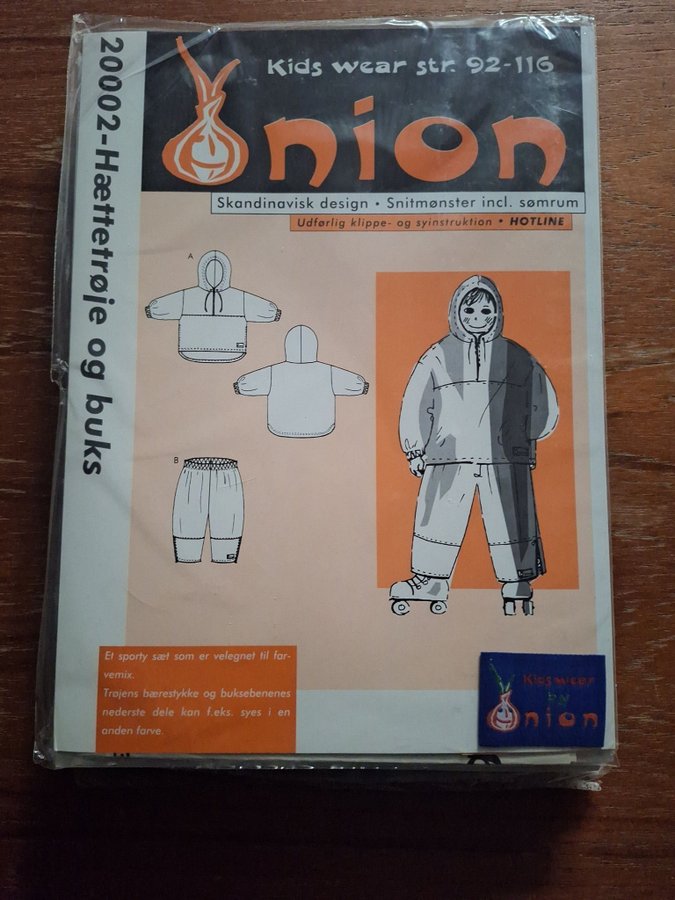 20002-Hættetrøje og buks
Kids wear str. 92-116
Onion
Skandinavisk design • Snitmønster incl. sømrum
Udførlig klippe- og syinstruktion • HOTLINE
A
B
Et sporty sæt som er velegnet til far-
vemix.
Trøjens bærestykke og buksebenenes
nederste dele kan f.eks. syes i en
anden farve.
Kids wear
by
Onion